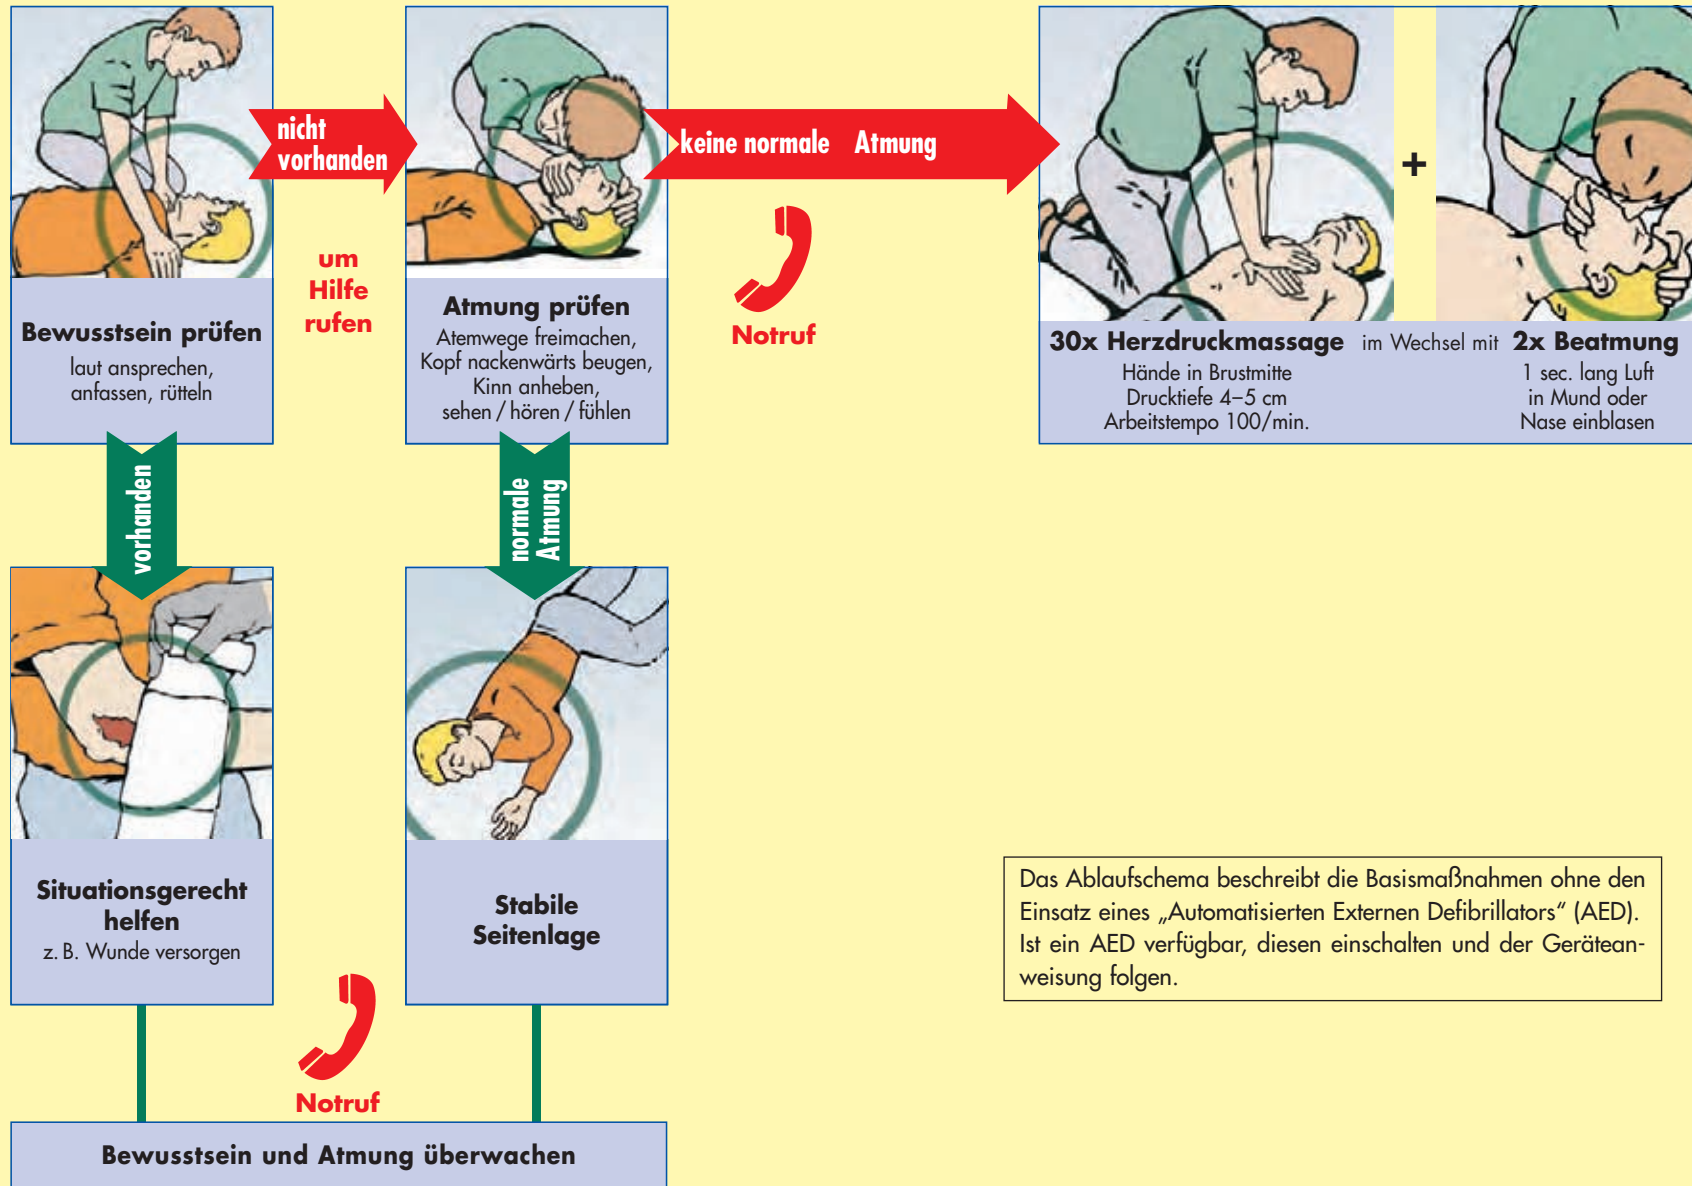 nicht
vorhanden
um
Hilfe
rufen
keine normale Atmung
Notruf
+
Bewusstsein prüfen
laut ansprechen,
anfassen, rütteln
Atmung prüfen
Atemwege freimachen,
Kopf nackenwärts beugen,
Kinn anheben,
sehen / hören / fühlen
30x Herzdruckmassage im Wechsel mit 2x Beatmung
Hände in Brustmitte
Drucktiefe 4–5 cm
Arbeitstempo 100/min.
1 sec. lang Luft
in Mund oder
Nase einblasen
vorhanden
normale
Atmung
Situationsgerecht
helfen
z. B. Wunde versorgen
Stabile
Seitenlage
Notruf
Bewusstsein und Atmung überwachen
Das Ablaufschema beschreibt die Basismaßnahmen ohne den
Einsatz eines „Automatisierten Externen Defibrillators“ (AED).
Ist ein AED verfügbar, diesen einschalten und der Gerätean-
weisung folgen.